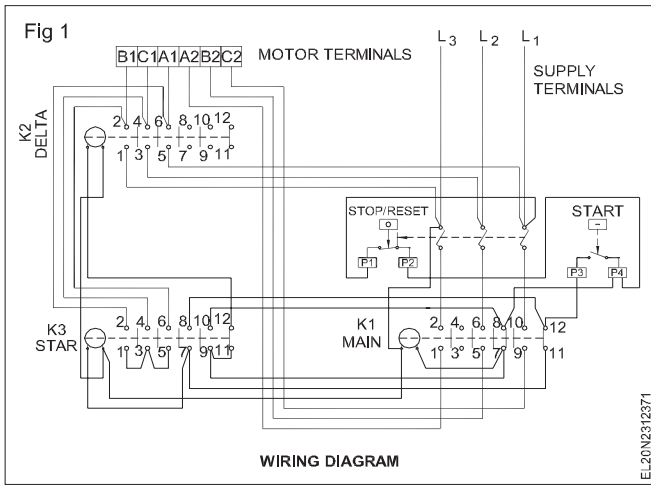 Fig 1
B1 C1 A1 A2 B2 C2
MOTOR TERMINALS
L3 L2 L1
SUPPLY
TERMINALS
K2
DELTA
2 4 6 8 10 12
1 3 5 7 9 11
STOP/RESET
O
P1 P2
START
–
P3 P4
K3
STAR
2 4 6 8 10 12
1 3 5 7 9 11
K1
MAIN
2 4 6 8 10 12
1 3 5 7 9 11
WIRING DIAGRAM
EL20N2312371